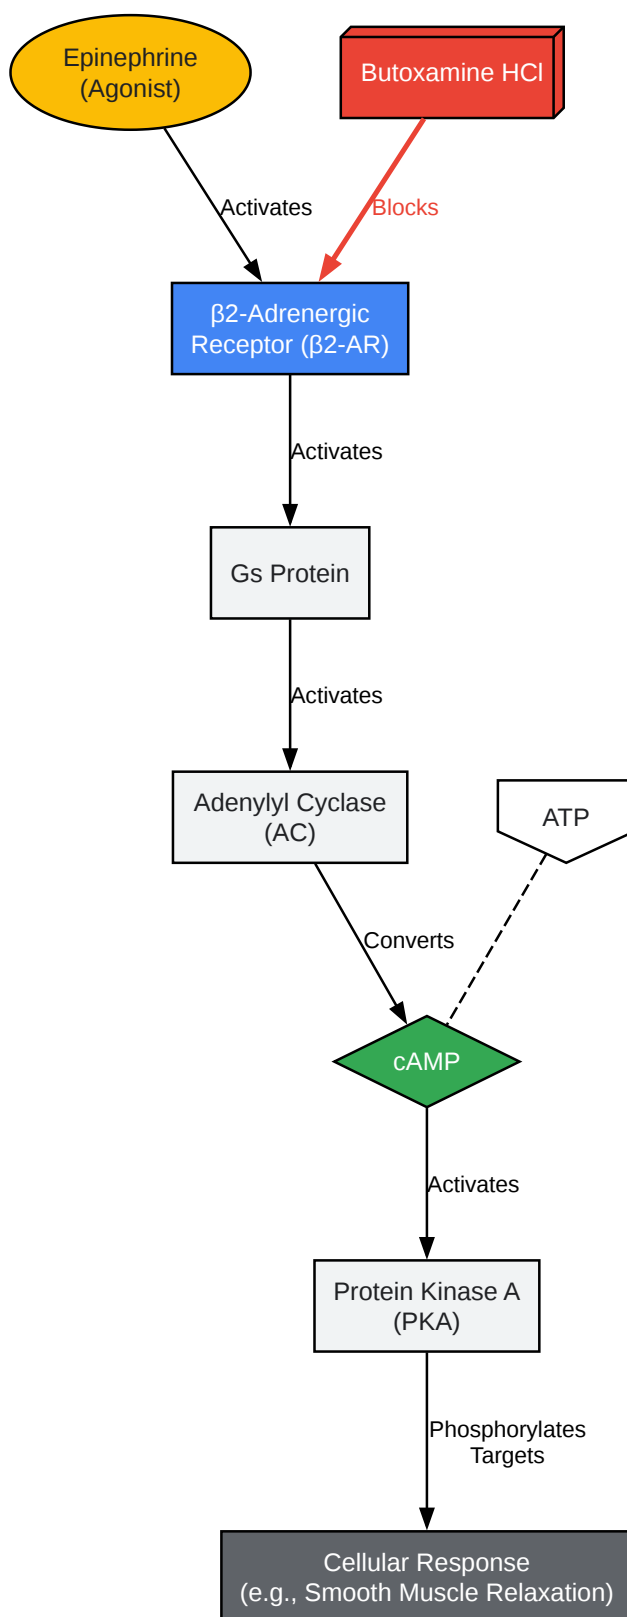 Epinephrine
(Agonist)
Butoxamine HCl
Activates
Blocks
β2-Adrenergic
Receptor (β2-AR)
Activates
Gs Protein
Activates
Adenylyl Cyclase
(AC)
ATP
Converts
cAMP
Activates
Protein Kinase A
(PKA)
Phosphorylates
Targets
Cellular Response
(e.g., Smooth Muscle Relaxation)